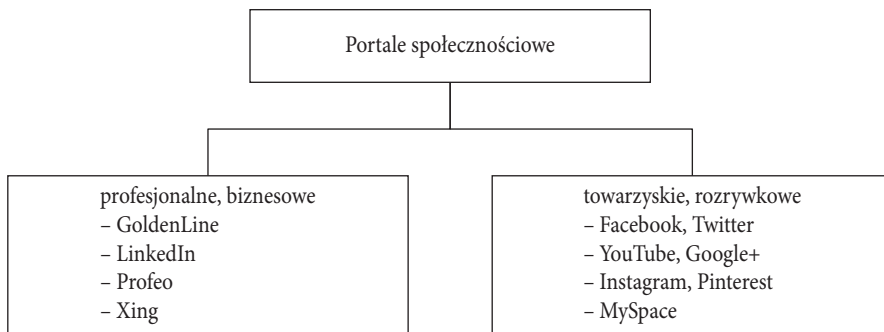 Portale społecznościowe
profesjonalne, biznesowe
– GoldenLine
– LinkedIn
– Profeo
– Xing
towarzyskie, rozrywkowe
– Facebook, Twitter
– YouTube, Google+
– Instagram, Pinterest
– MySpace